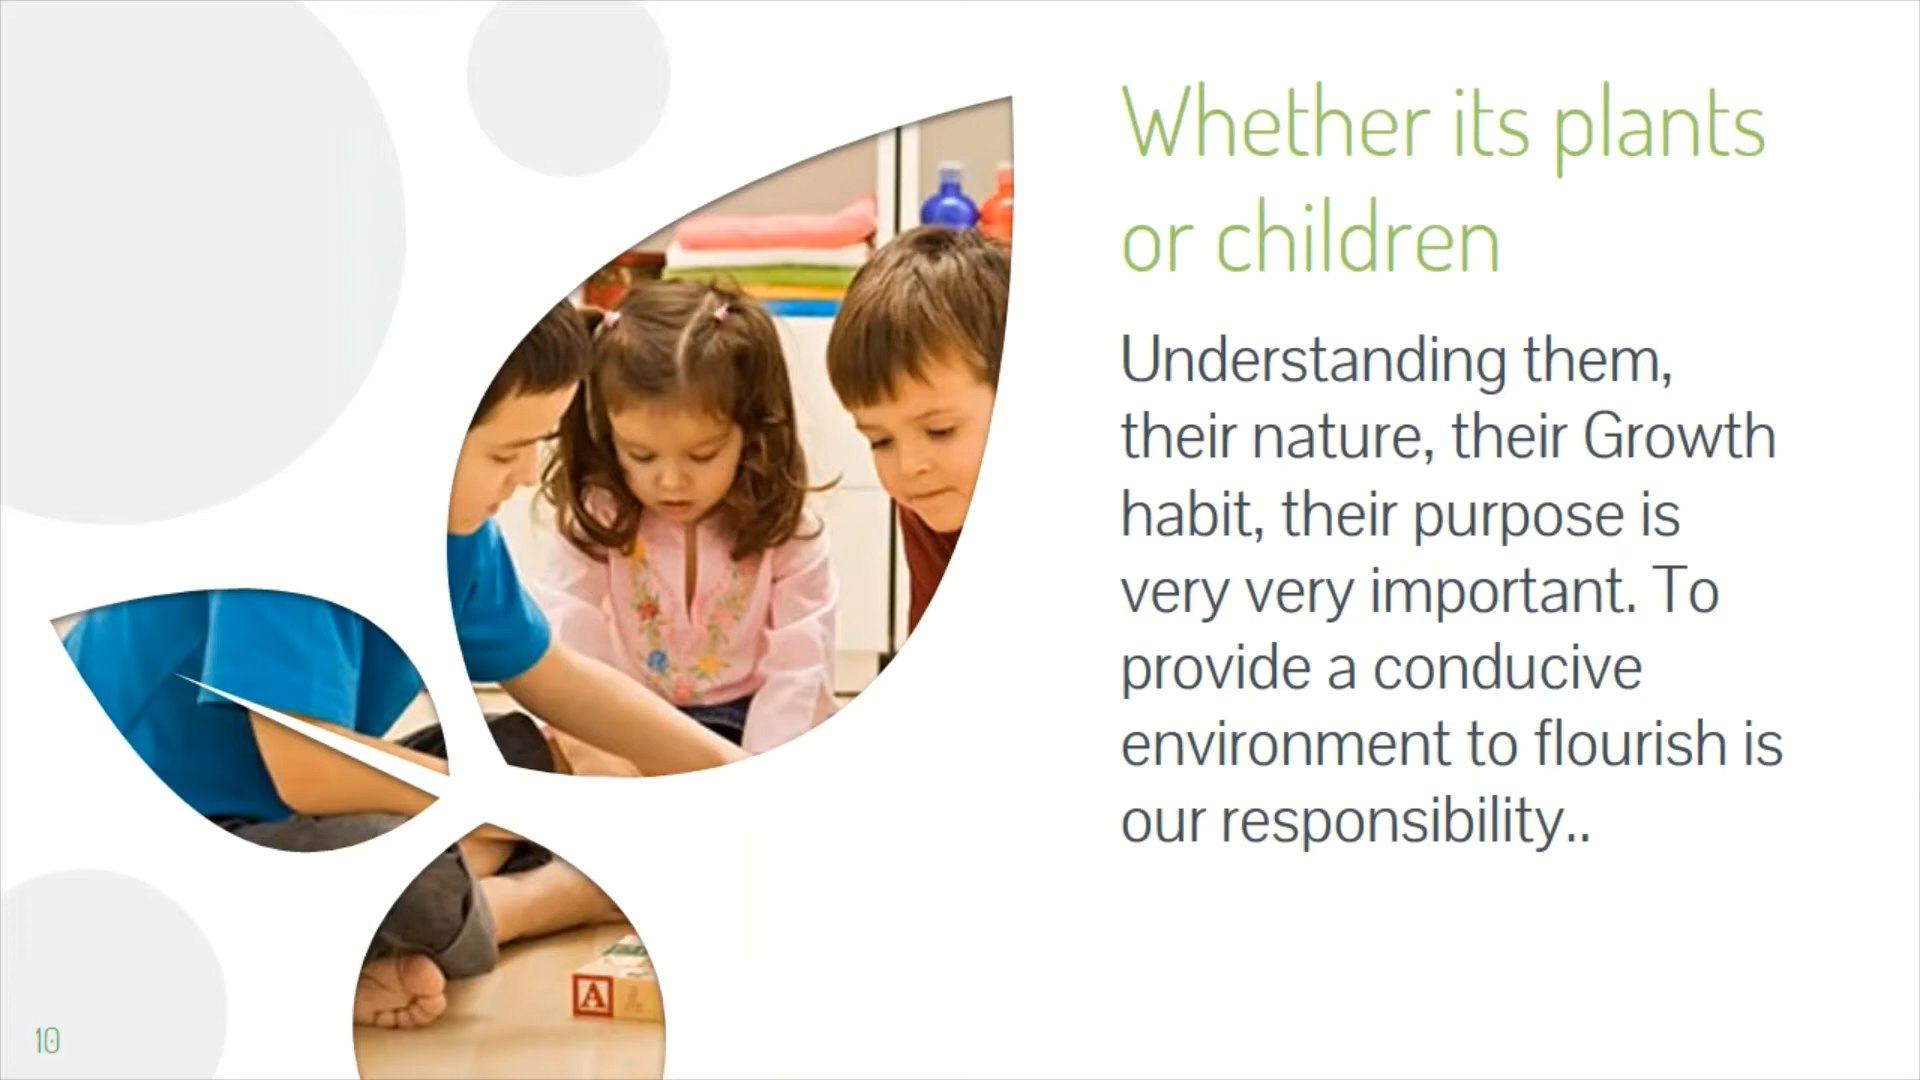 Whether its plants
or children
Understanding them,
their nature, their Growth
habit, their purpose is
very very important. To
provide a conducive
environment to flourish is
our responsibility..
A
10